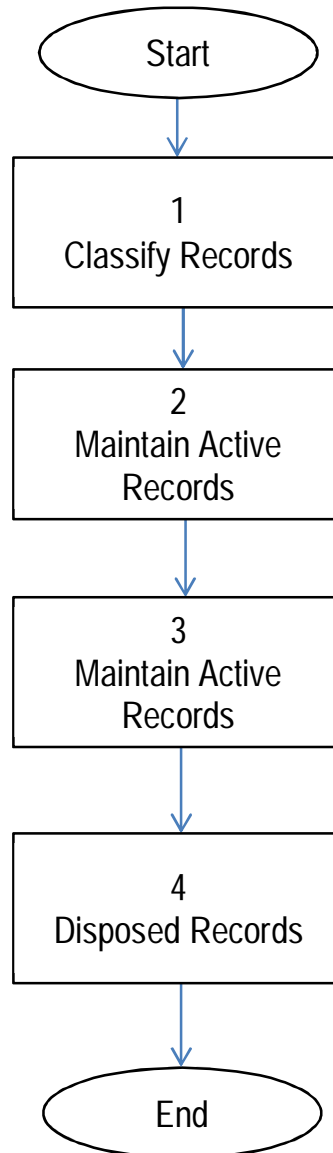 Start
1
Classify Records
2
Maintain Active
Records
3
Maintain Active
Records
4
Disposed Records
End